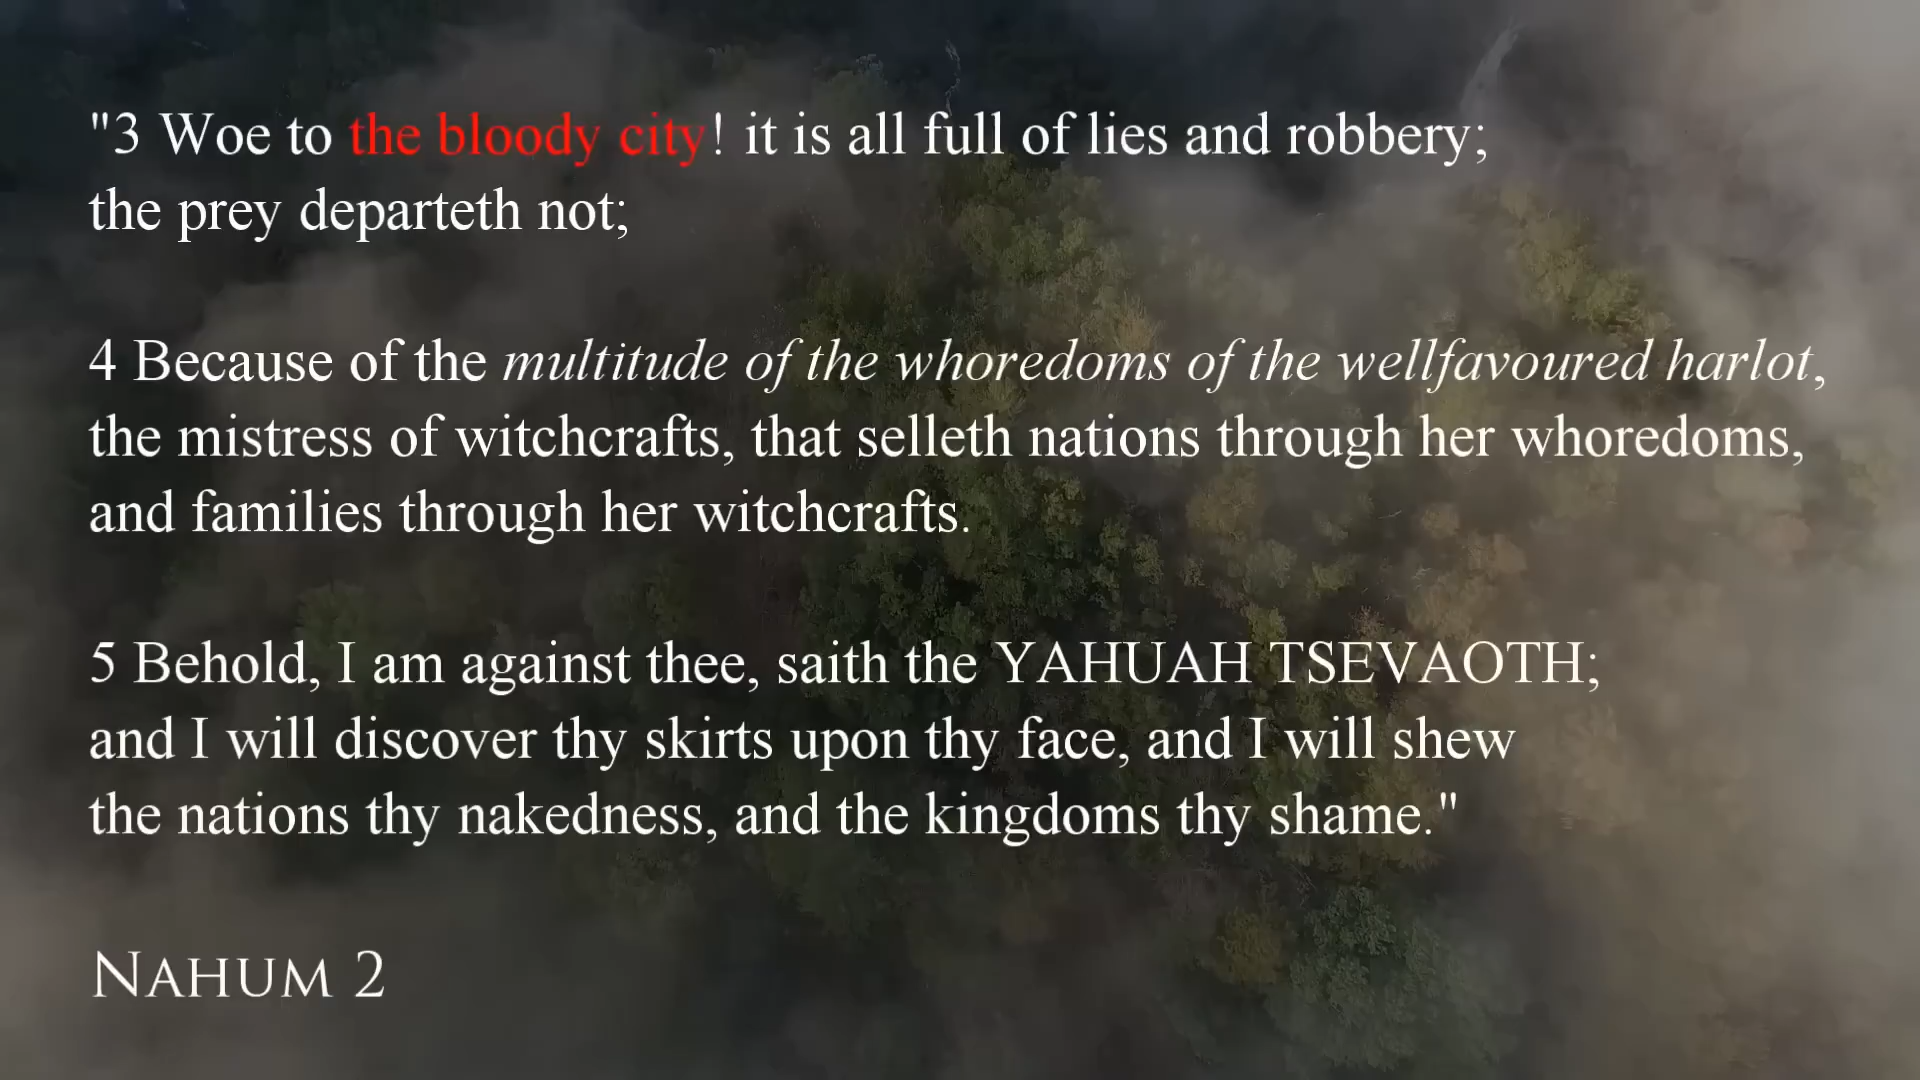 "3 Woe to the bloody city! it is all full of lies and robbery;
the prey departeth not;
4 Because of the multitude of the whoredoms of the wellfavoured harlot,
the mistress of witchcrafts, that selleth nations through her whoredoms,
and families through her witchcrafts.
5 Behold, I am against thee, saith the YAHUAH TSEVAOTH;
and I will discover thy skirts upon thy face, and I will shew
the nations thy nakedness, and the kingdoms thy shame."
Nahum 2